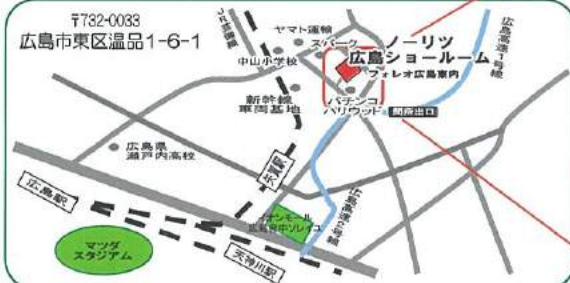 〒732-0033
広島市東区温品1-6-1
ヤマト運輸
スパーク
ノーリツ
広島ショールーム
フォレオ広島東内
中山小学校
広島高速1号線
新幹線
車両基地
パチンコ
ハリウッド
間所出口
広島県
瀬戸内高校
矢賀駅
広島駅
イオンモール
広島府中ソレイユ
広島高速2号線
マツダ
スタジアム
天神川駅